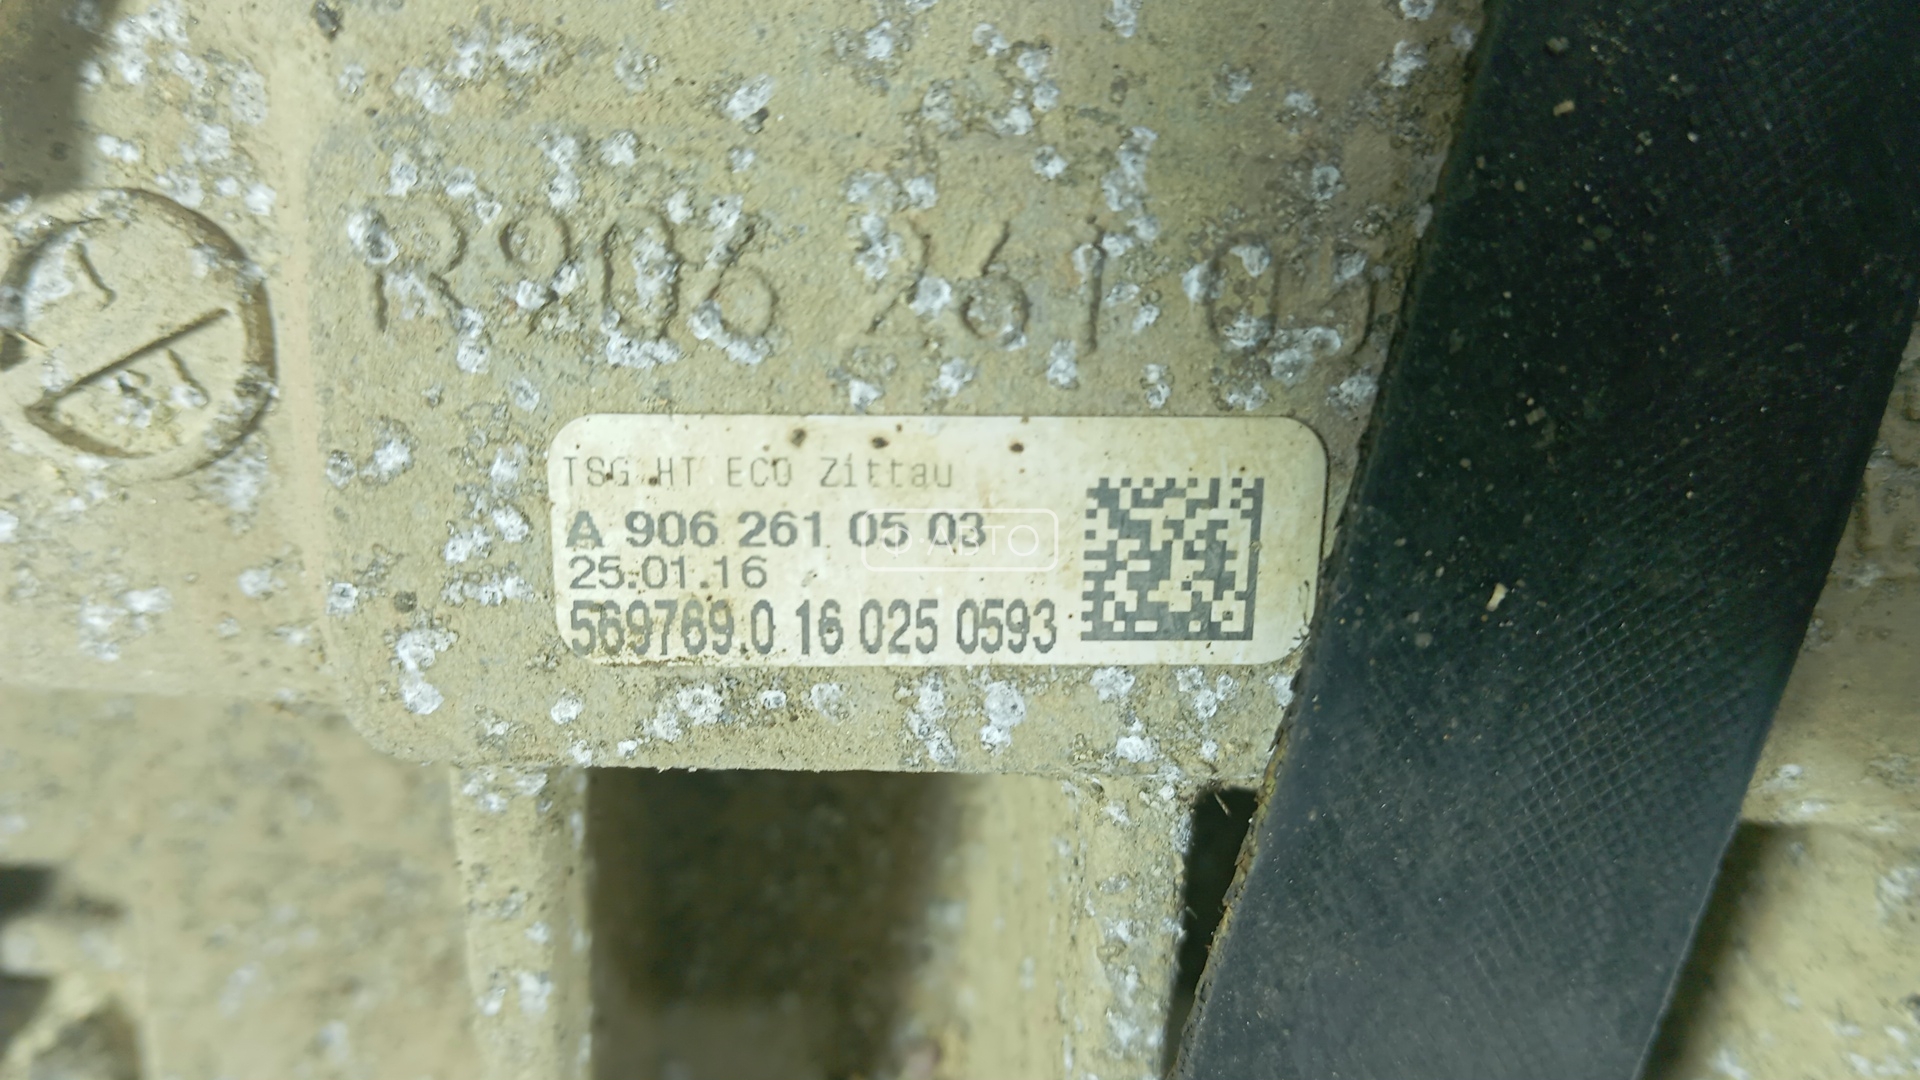 R906 261 05
TSG HT ECO Zittau
A 906 261 05 03
25.01.16
569769.0 16 025 0593
Ф-АВТО